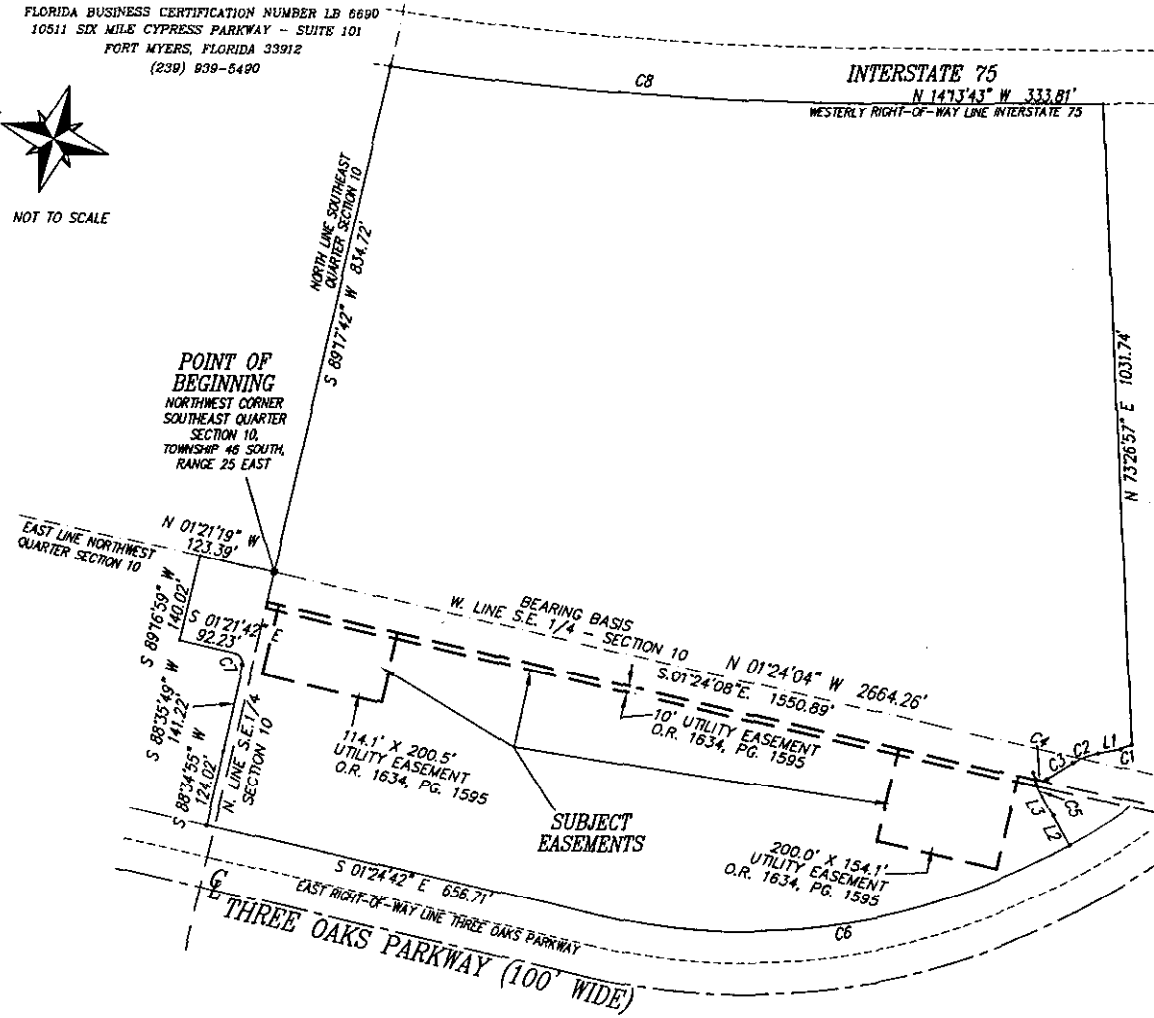 FLORIDA BUSINESS CERTIFICATION NUMBER LB 6690
10511 SIX MILE CYPRESS PARKWAY - SUITE 101
FORT MYERS, FLORIDA 33912
(239) 939-5490
NOT TO SCALE
C8
INTERSTATE 75
N 14°13'43" W 333.81'
WESTERLY RIGHT-OF-WAY LINE INTERSTATE 75
NORTH LINE SOUTHEAST
QUARTER SECTION 10
S 89°17'42" W 834.72'
N 73°26'57" E 1031.74'
POINT OF
BEGINNING
NORTHWEST CORNER
SOUTHEAST QUARTER
SECTION 10,
TOWNSHIP 46 SOUTH,
RANGE 25 EAST
EAST LINE NORTHWEST
QUARTER SECTION 10
N 01°21'19" W
123.39'
S 89°16'59" W
140.02'
S 01°21'42" E
92.23'
C7
S 88°35'49" W
141.22'
S 88°34'55" W
124.02'
N. LINE S.E.1/4
SECTION 10
BEARING BASIS
W. LINE S.E. 1/4 - SECTION 10
N 01°24'04" W 2664.26'
S.01°24'08"E. 1550.89'
10' UTILITY EASEMENT
O.R. 1634, PG. 1595
114.1' X 200.5'
UTILITY EASEMENT
O.R. 1634, PG. 1595
SUBJECT
EASEMENTS
200.0' X 154.1'
UTILITY EASEMENT
O.R. 1634, PG. 1595
C4
C3
C2
L1
C1
L3
L2
C5
C6
S 01°24'42" E 656.71'
EAST RIGHT-OF-WAY LINE THREE OAKS PARKWAY
CL
THREE OAKS PARKWAY (100' WIDE)